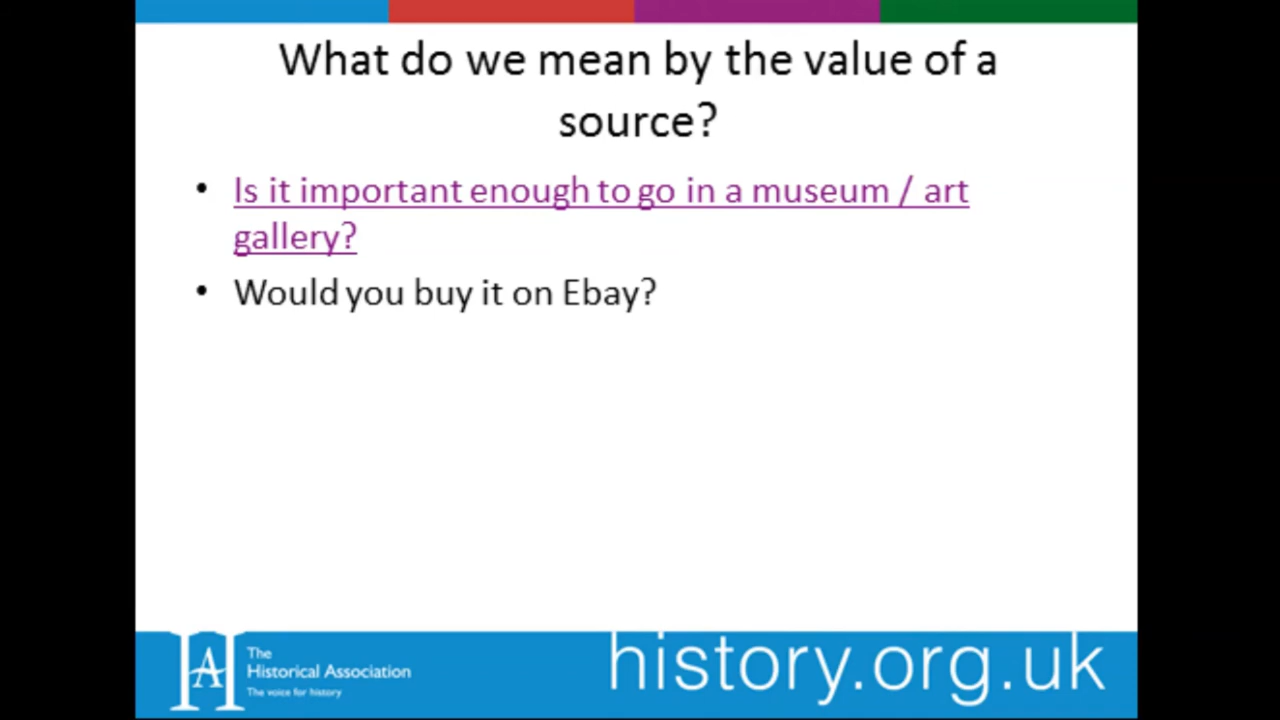 What do we mean by the value of a
source?
• Is it important enough to go in a museum / art
gallery?
• Would you buy it on Ebay?
HA
The
Historical Association
The voice for history
history.org.uk